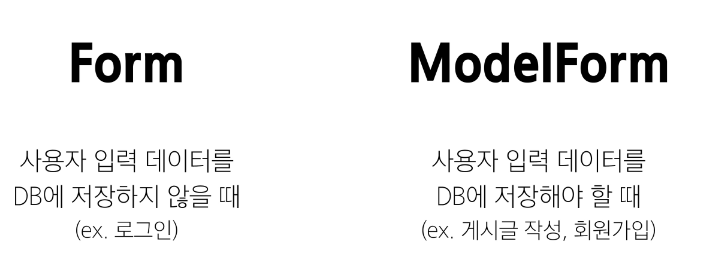 Form
사용자 입력 데이터를
DB에 저장하지 않을 때
(ex. 로그인)
ModelForm
사용자 입력 데이터를
DB에 저장해야 할 때
(ex. 게시글 작성, 회원가입)